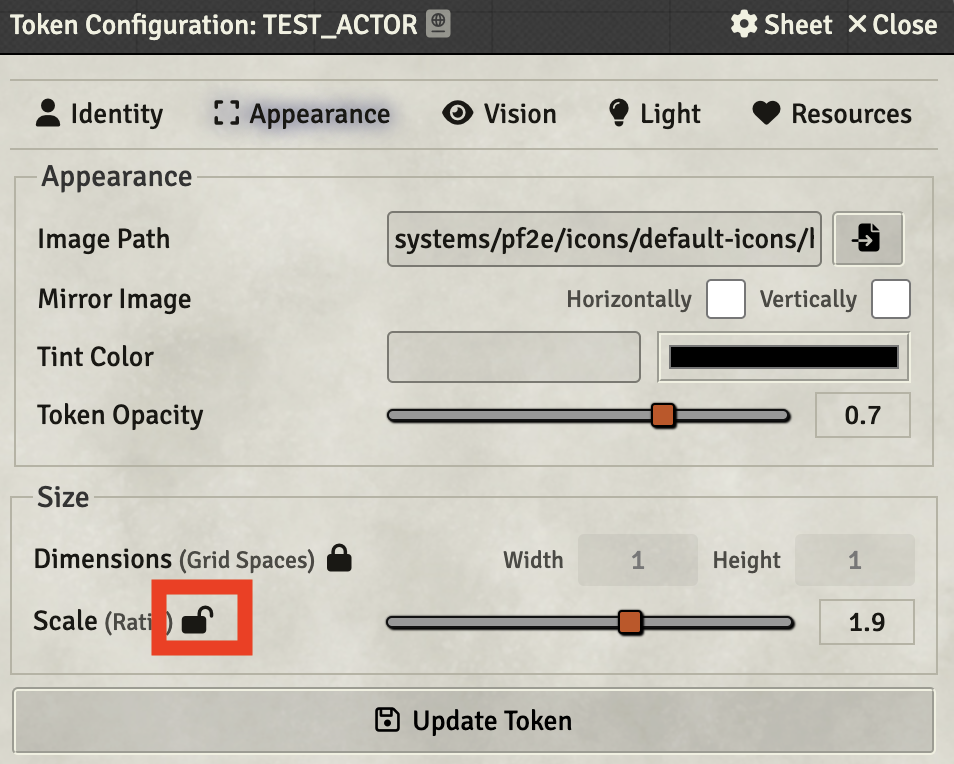 Token Configuration: TEST_ACTOR Sheet Close
Identity Appearance Vision Light Resources
Appearance
Image Path systems/pf2e/icons/default-icons/
Mirror Image Horizontally Vertically
Tint Color
Token Opacity 0.7
Size
Dimensions (Grid Spaces) Width 1 Height 1
Scale (Rati ) 1.9
Update Token